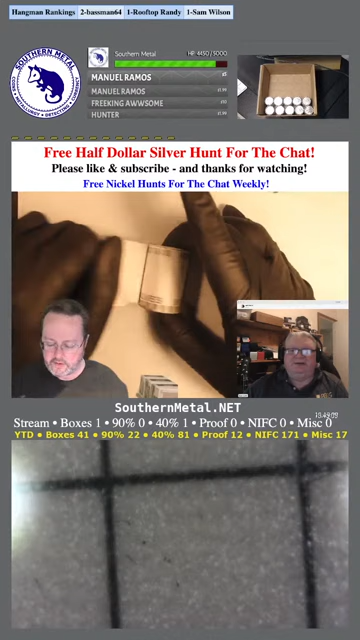 Hangman Rankings 1-Rooftop Randy 2-bassman64 1-Sam Wilson
SOUTHERN METAL
Southern Metal HP: 4450 / 5000
MANUEL RAMOS
MANUEL RAMOS
FREEKING AWWSOME
HUNTER
Free Half Dollar Silver Hunt For The Chat!
Please like & subscribe - and thanks for watching!
Free Nickel Hunts For The Chat Weekly!
SouthernMetal.NET
Stream • Boxes 1 • 90% 0 • 40% 1 • Proof 0 • NIFC 0 • Misc 0
YTD • Boxes 41 • 90% 22 • 40% 81 • Proof 12 • NIFC 171 • Misc 17